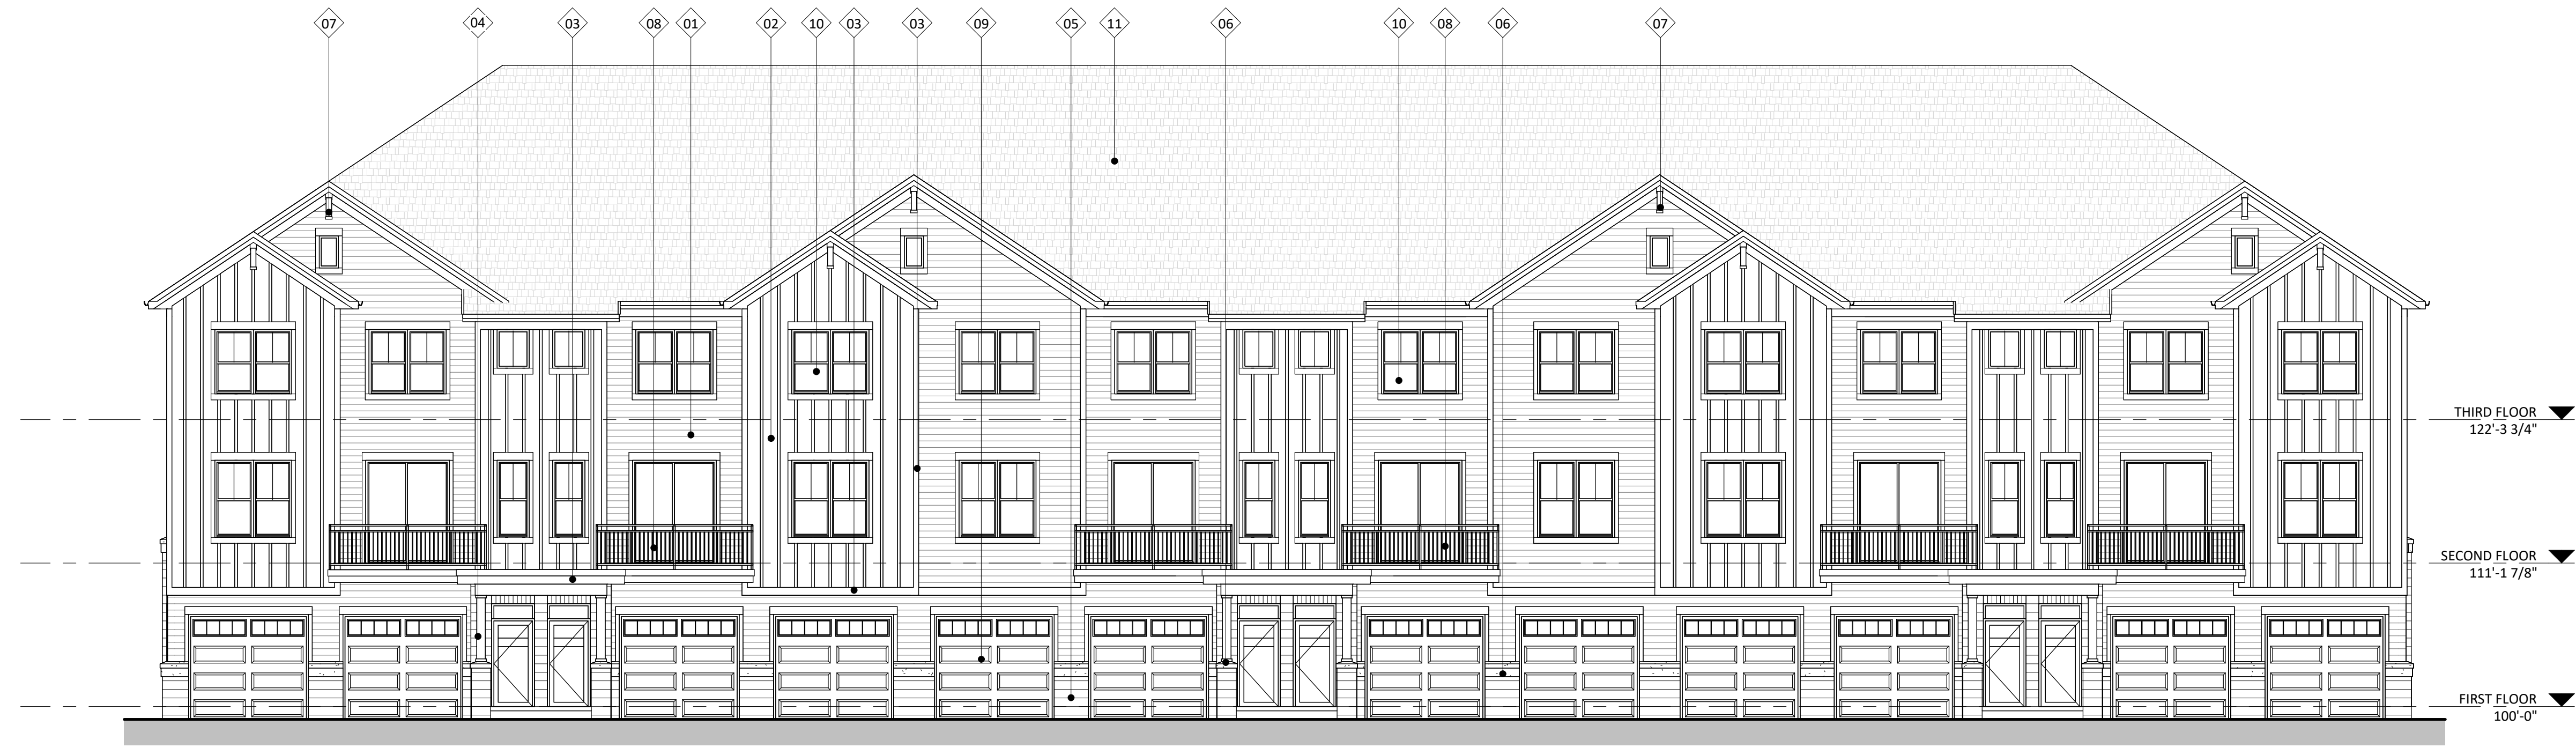 07 04 03 08 01 02 10 03 03 09 05 11 06 10 08 06 07
THIRD FLOOR
122'-3 3/4"
SECOND FLOOR
111'-1 7/8"
FIRST FLOOR
100'-0"